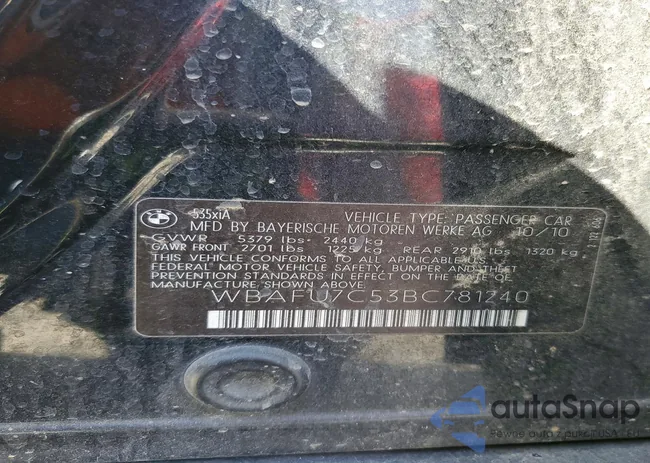 535xiA VEHICLE TYPE: PASSENGER CAR
MFD BY BAYERISCHE MOTOREN WERKE AG 10/10
GVWR 5379 lbs- 2440 kg
GAWR FRONT 2701 lbs- 1225 kg- REAR 2910 lbs- 1320 kg
THIS VEHICLE CONFORMS TO ALL APPLICABLE U.S.
FEDERAL MOTOR VEHICLE SAFETY, BUMPER AND THEFT
PREVENTION STANDARDS IN EFFECT ON THE DATE OF
MANUFACTURE SHOWN ABOVE.
WBAFU7C53BC781240
autaSnap